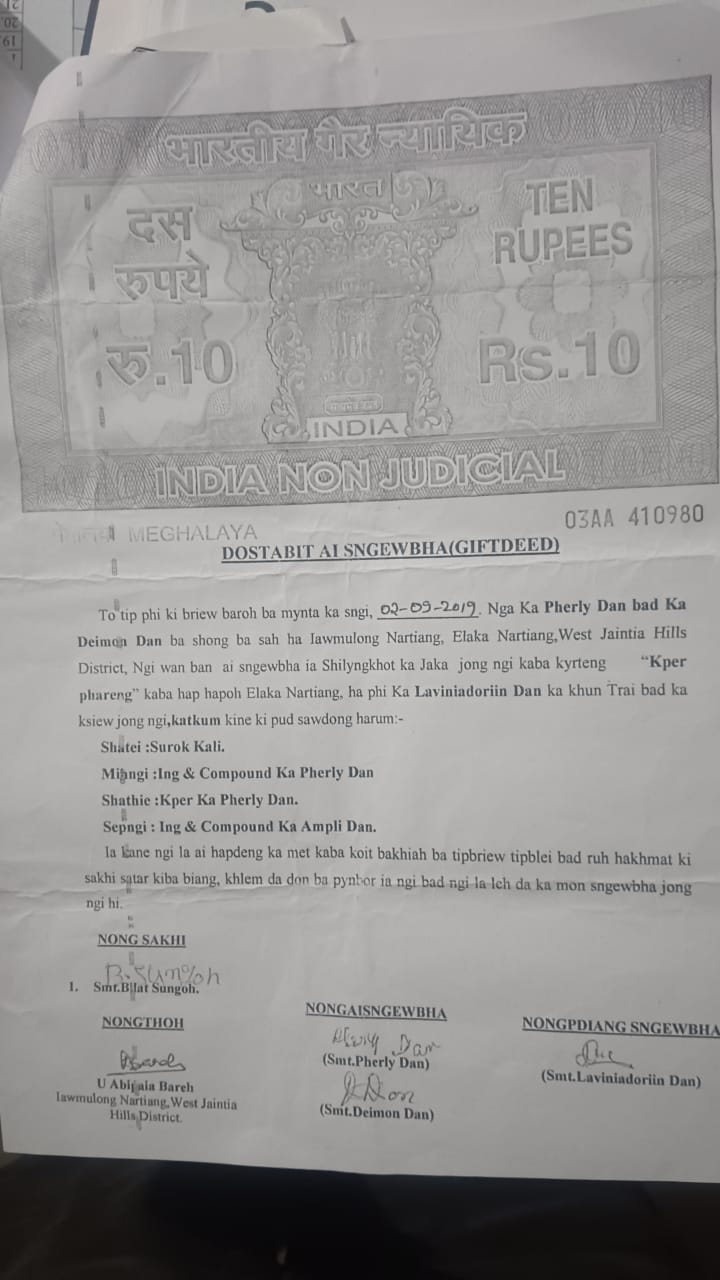 भारतीय गैर न्यायिक
भारत
दस
रुपये
रु.10
TEN
RUPEES
Rs.10
INDIA
INDIA NON JUDICIAL
MEGHALAYA
03AA 410980
DOSTABIT AI SNGEWBHA(GIFTDEED)
To tip phi ki briew baroh ba mynta ka sngi, 02-09-2019. Nga Ka Pherly Dan bad Ka
Deimon Dan ba shong ba sah ha Iawmulong Nartiang, Elaka Nartiang,West Jaintia Hills
District, Ngi wan ban ai sngewbha ia Shilyngkhot ka Jaka jong ngi kaba kyrteng "Kper
phareng" kaba hap hapoh Elaka Nartiang, ha phi Ka Laviniadoriin Dan ka khun Trai bad ka
ksiew jong ngi,katkum kine ki pud sawdong harum:-
Shatei :Surok Kali.
Mihngi :Ing & Compound Ka Pherly Dan
Shathie :Kper Ka Pherly Dan.
Sepngi : Ing & Compound Ka Ampli Dan.
Ia kane ngi la ai hapdeng ka met kaba koit bakhiah ba tipbriew tipblei bad ruh hakhmat ki
sakhi satar kiba biang, khlem da don ba pynbor ia ngi bad ngi la leh da ka mon sngewbha jong
ngi hi.
NONG SAKHI
B.Sungoh
1. Smt.Bilat Sungoh.
NONGTHOH
Bareh
U Abigaia Bareh
Iawmulong Nartiang,West Jaintia
Hills District.
NONGAISNGEWBHA
Dan
(Smt.Pherly Dan)
(Smt.Deimon Dan)
NONGPDIANG SNGEWBHA
(Smt.Laviniadoriin Dan)